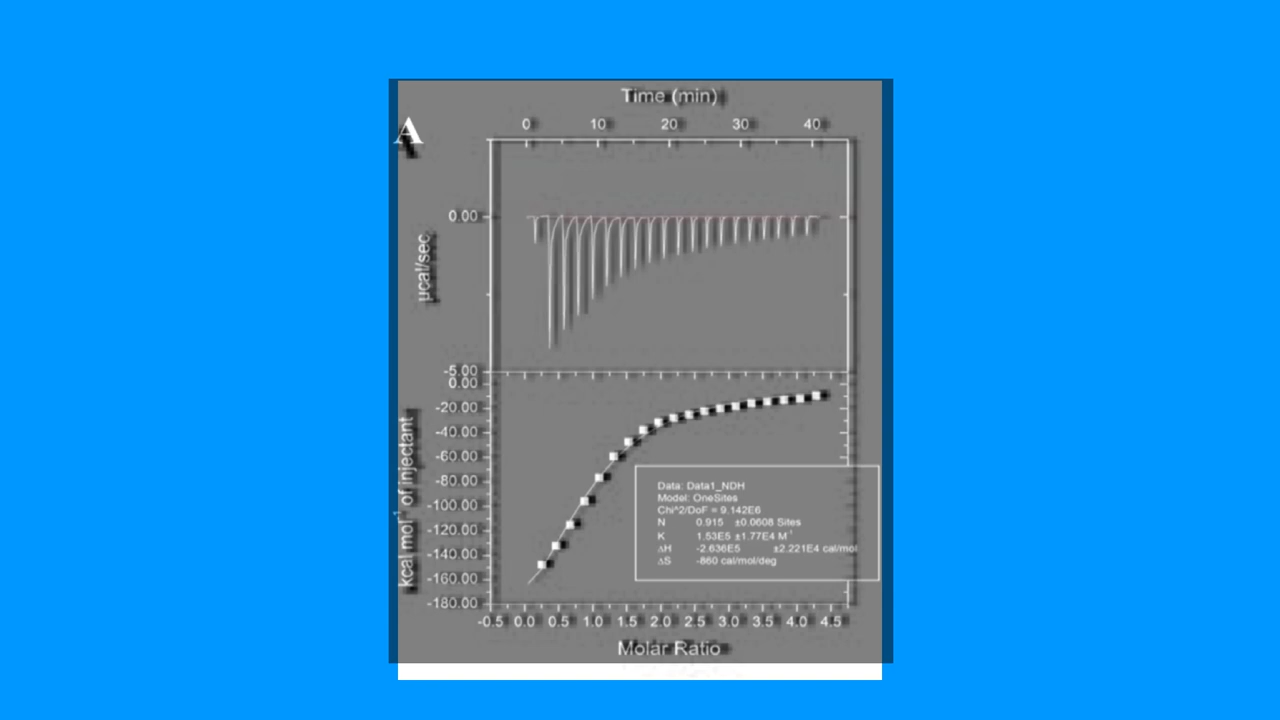 Time (min)
A
0 10 20 30 40
0.00
µcal/sec
-5.00
0.00
-20.00
-40.00
-60.00
-80.00
-100.00
-120.00
-140.00
-160.00
-180.00
kcal mol⁻¹ of injectant
Data: Data1_NDH
Model: OneSites
Chi^2/DoF = 9.142E6
N 0.915 ±0.0608 Sites
K 1.53E5 ±1.77E4 M⁻¹
ΔH -2.636E5 ±2.221E4 cal/mol
ΔS -860 cal/mol/deg
-0.5 0.0 0.5 1.0 1.5 2.0 2.5 3.0 3.5 4.0 4.5
Molar Ratio